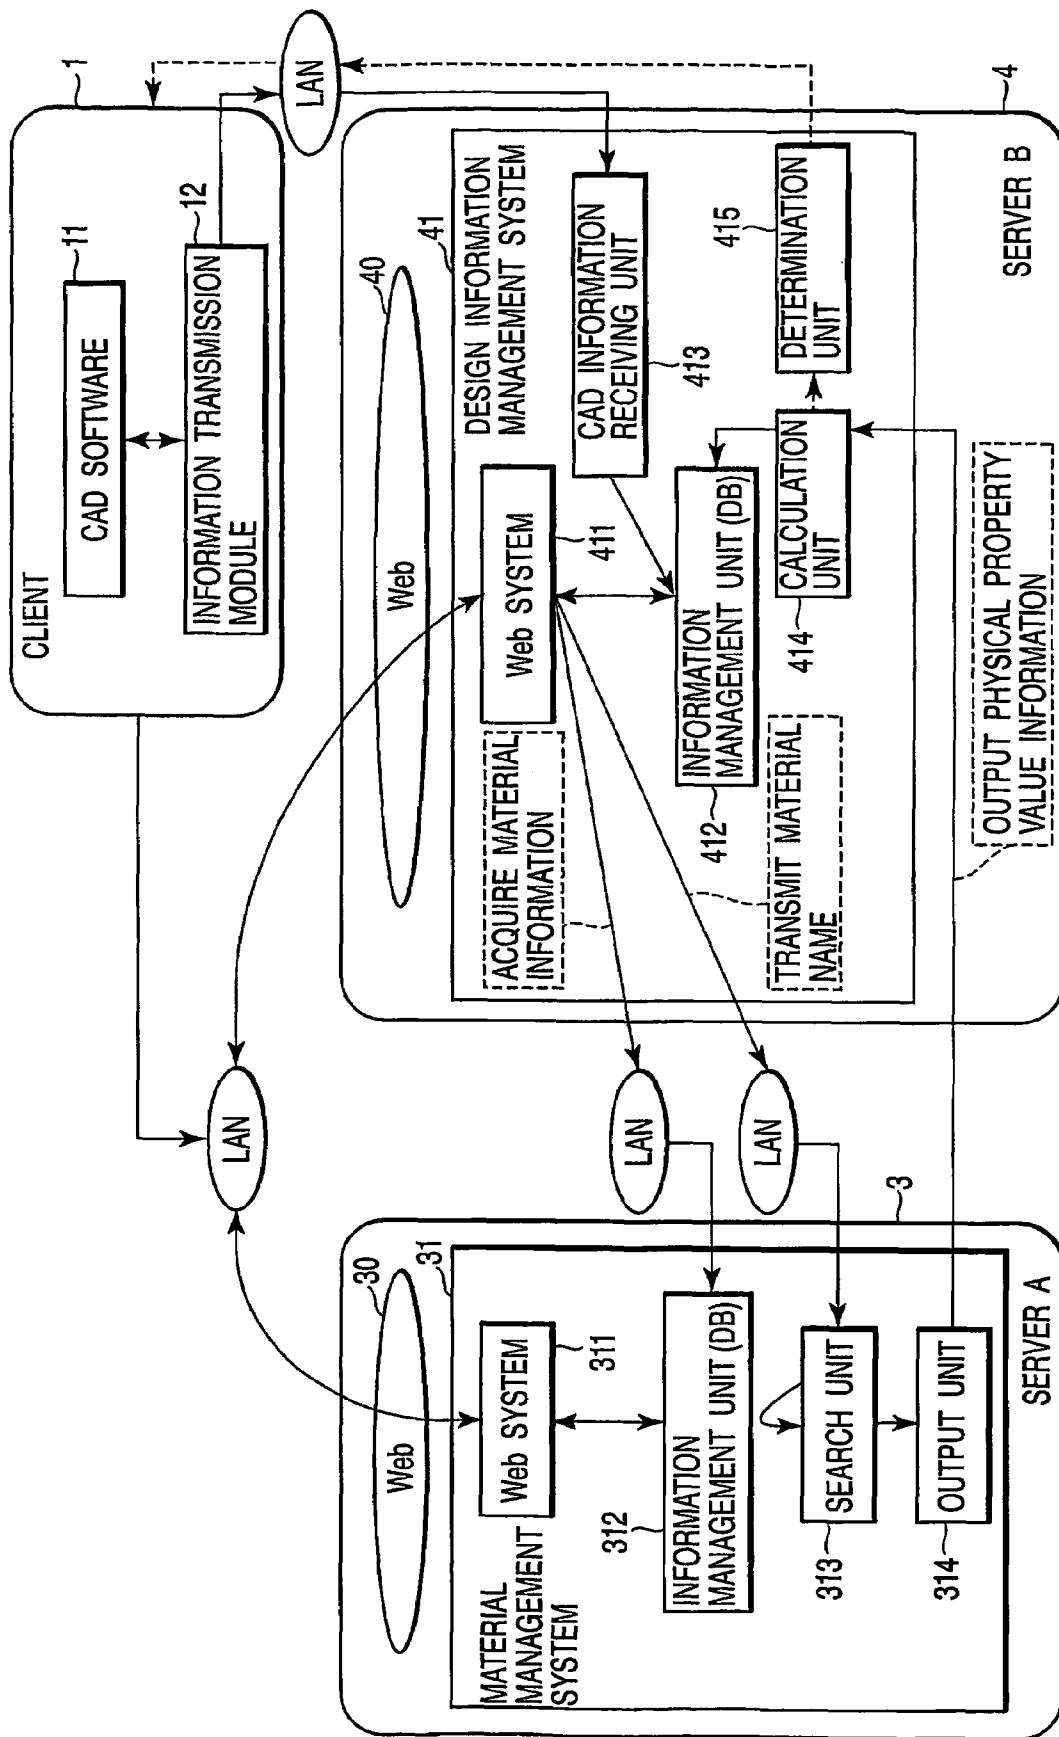 CLIENT
1
11
CAD SOFTWARE
12
INFORMATION TRANSMISSION
MODULE
LAN
LAN
30
Web
31
MATERIAL
MANAGEMENT
SYSTEM
Web SYSTEM
311
INFORMATION
MANAGEMENT UNIT (DB)
312
SEARCH UNIT
313
OUTPUT UNIT
314
SERVER A
3
LAN
LAN
40
Web
41
DESIGN INFORMATION
MANAGEMENT SYSTEM
Web SYSTEM
411
ACQUIRE MATERIAL
INFORMATION
CAD INFORMATION
RECEIVING UNIT
413
INFORMATION
MANAGEMENT UNIT (DB)
412
TRANSMIT MATERIAL
NAME
CALCULATION
UNIT
414
DETERMINATION
UNIT
415
SERVER B
4
OUTPUT PHYSICAL PROPERTY
VALUE INFORMATION